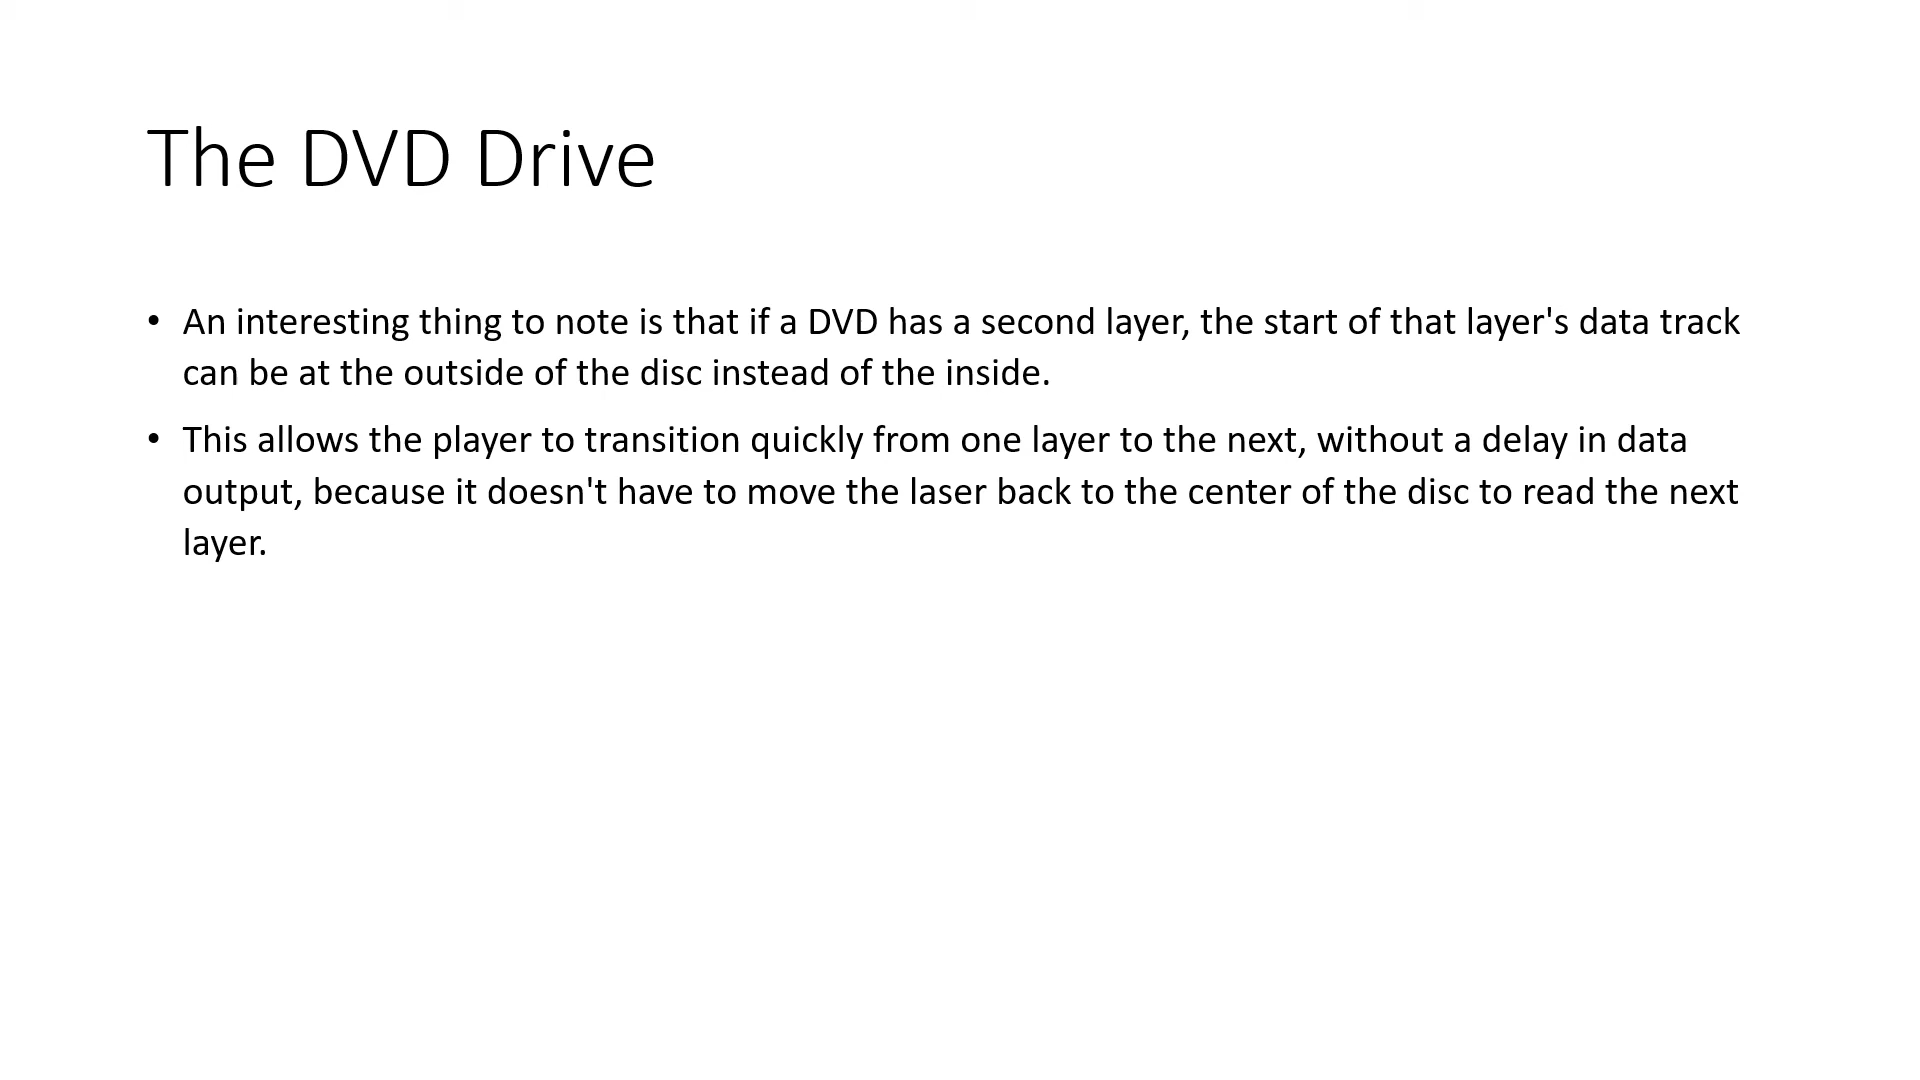 The DVD Drive
• An interesting thing to note is that if a DVD has a second layer, the start of that layer's data track
can be at the outside of the disc instead of the inside.
• This allows the player to transition quickly from one layer to the next, without a delay in data
output, because it doesn't have to move the laser back to the center of the disc to read the next
layer.